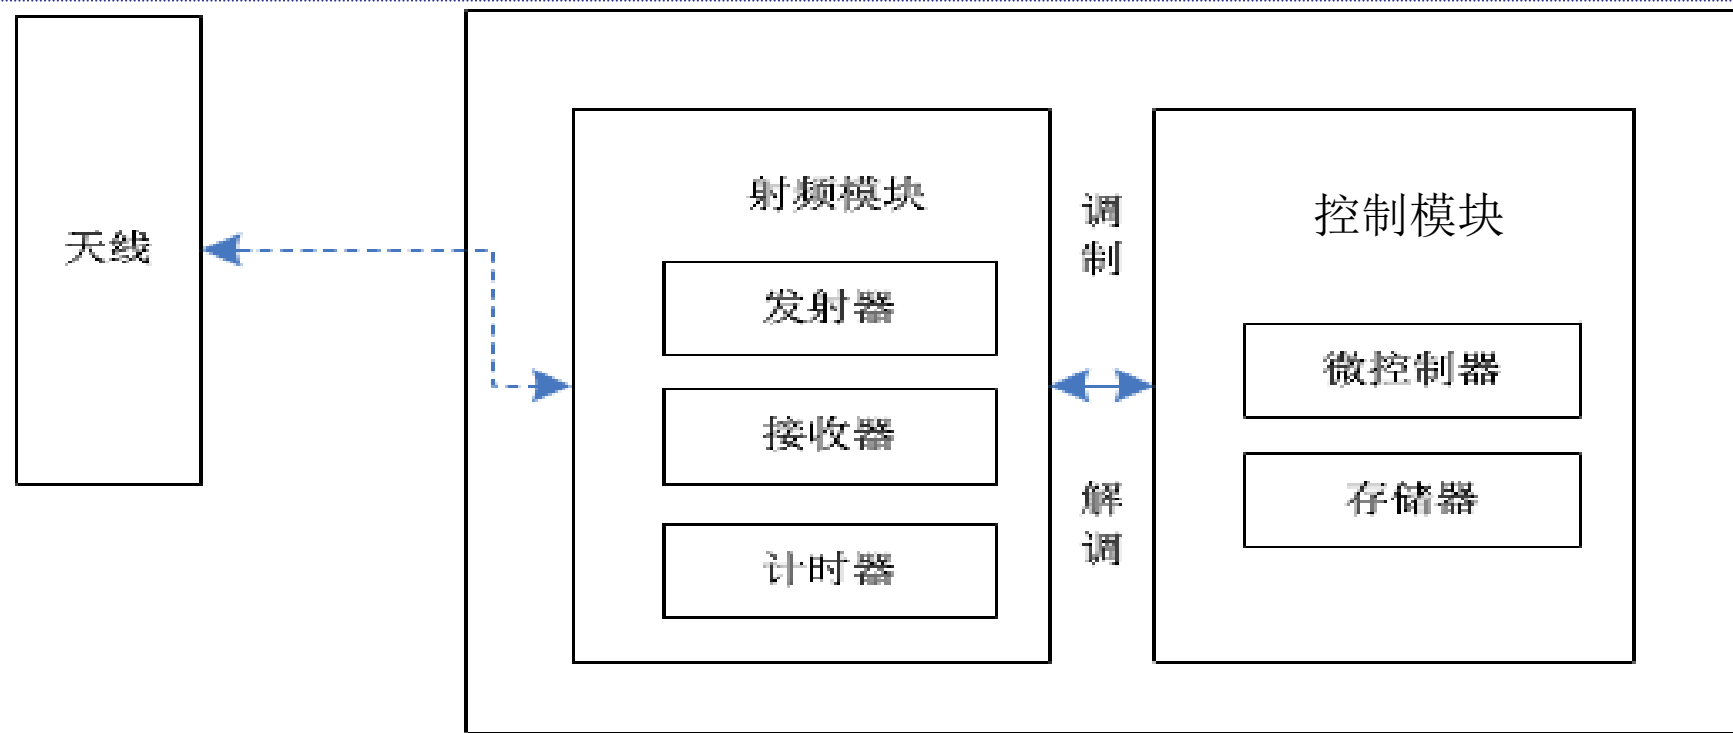 天线
射频模块
发射器
接收器
计时器
调
制
解
调
控制模块
微控制器
存储器